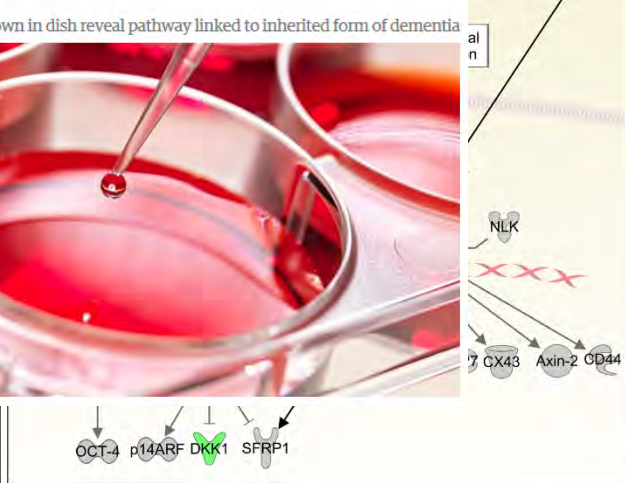 own in dish reveal pathway linked to inherited form of dementia
al
n
NLK
7 CX43 Axin-2 CD44
OCT-4 p14ARF DKK1 SFRP1